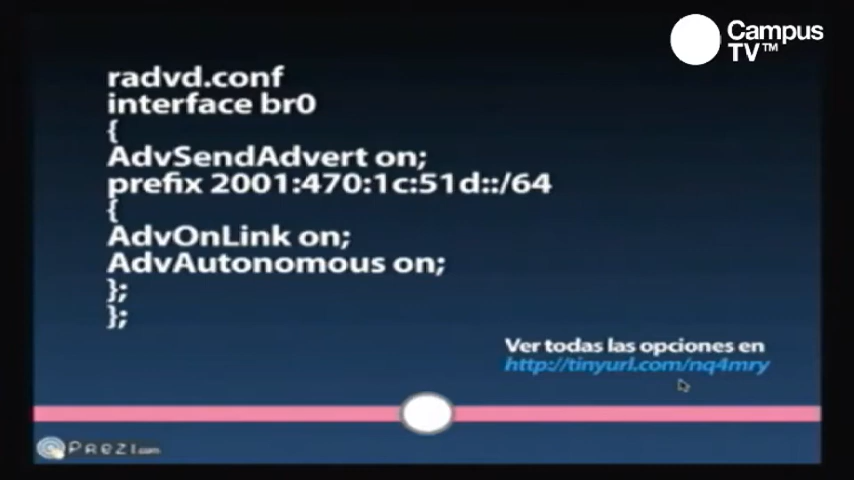 Campus
TV™
radvd.conf
interface br0
{
AdvSendAdvert on;
prefix 2001:470:1c:51d::/64
{
AdvOnLink on;
AdvAutonomous on;
};
};
Ver todas las opciones en
http://tinyurl.com/nq4mry
Prezi.com